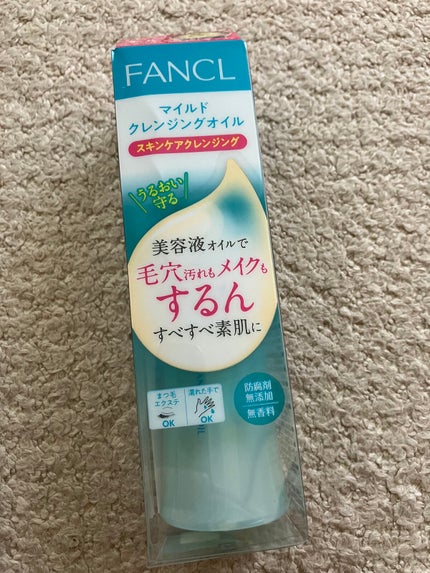 FANCL
マイルド
クレンジングオイル
スキンケアクレンジング
うるおい
守る
美容液オイルで
毛穴汚れもメイクも
するん
すべすべ素肌に
まつ毛
エクステ
OK
濡れた手で
OK
防腐剤
無添加
無香料